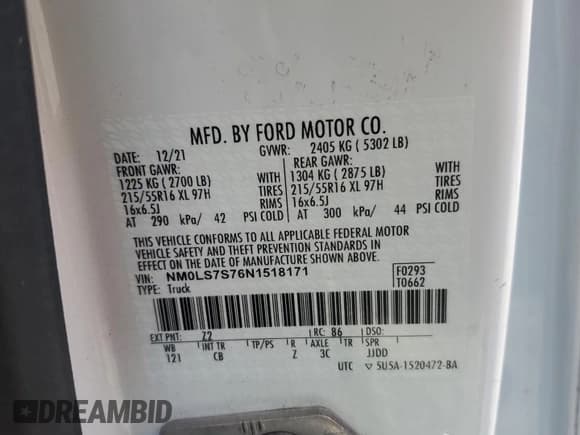 MFD. BY FORD MOTOR CO.
DATE: 12/21 GVWR: 2405 KG ( 5302 LB)
FRONT GAWR: REAR GAWR:
1225 KG ( 2700 LB) WITH 1304 KG ( 2875 LB) WITH
215/55R16 XL 97H TIRES 215/55R16 XL 97H TIRES
16x6.5J RIMS 16x6.5J RIMS
AT 290 kPa/ 42 PSI COLD AT 300 kPa/ 44 PSI COLD
THIS VEHICLE CONFORMS TO ALL APPLICABLE FEDERAL MOTOR
VEHICLE SAFETY AND THEFT PREVENTION STANDARDS IN
EFFECT ON THE DATE OF MANUFACTURE SHOWN ABOVE.
VIN: NM0LS7S76N1518171 F0293
TYPE: Truck T0662
EXT PNT: Z2 RC: 86 DSO:
WB INT TR TP/PS R AXLE TR SPR
121 CB Z 3C JJDD
UTC 5U5A-1520472-BA
DREAMBID